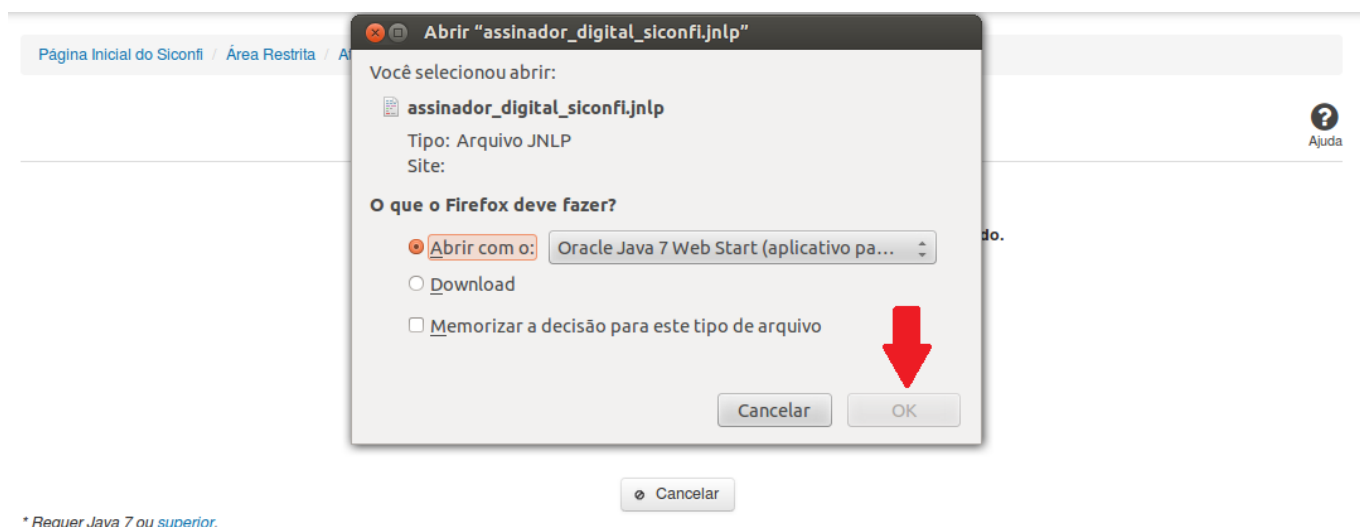 Abrir “assinador_digital_siconfi.jnlp”
Página Inicial do Siconfi / Área Restrita /
Você selecionou abrir:
assinador_digital_siconfi.jnlp
Tipo: Arquivo JNLP
Site:
Ajuda
O que o Firefox deve fazer?
Abrir com o: Oracle Java 7 Web Start (aplicativo pa...
do.
Download
Memorizar a decisão para este tipo de arquivo
Cancelar OK
Cancelar
* Requer Java 7 ou superior.